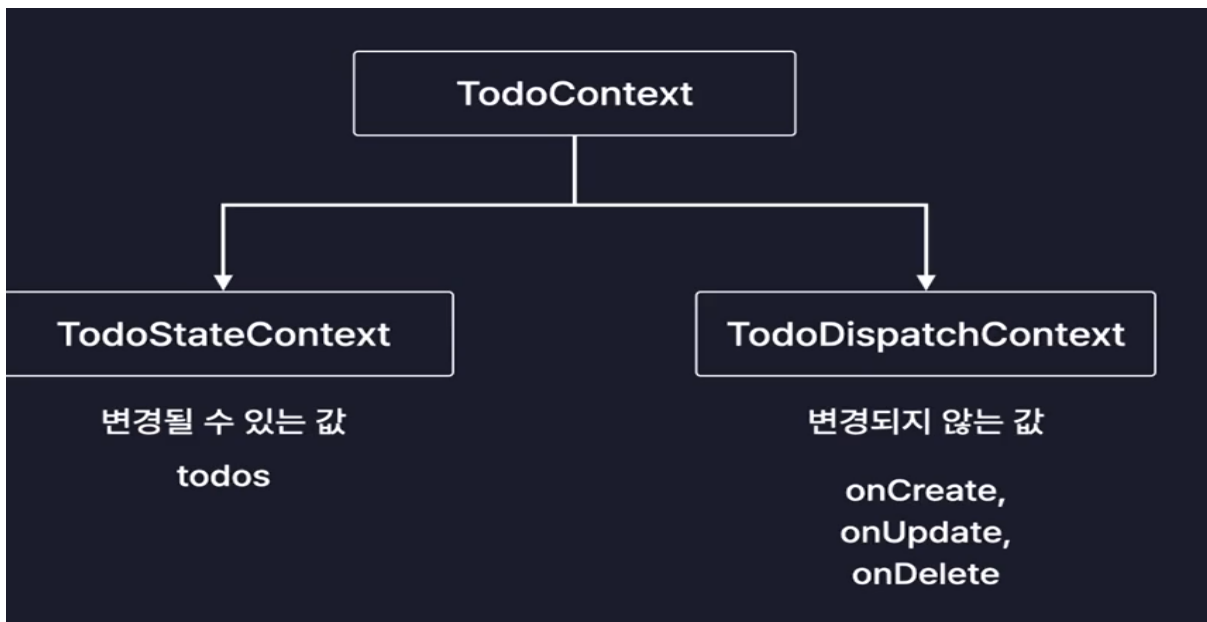 TodoContext
TodoStateContext
TodoDispatchContext
변경될 수 있는 값
변경되지 않는 값
todos
onCreate,
onUpdate,
onDelete